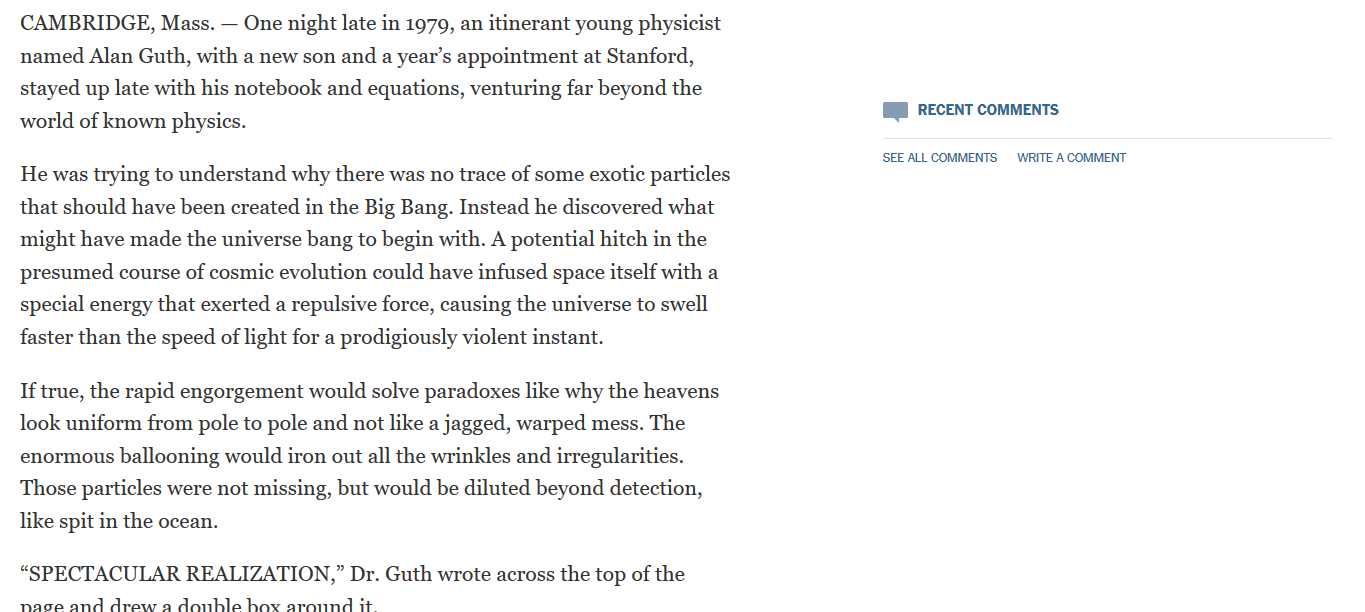 CAMBRIDGE, Mass. — One night late in 1979, an itinerant young physicist
named Alan Guth, with a new son and a year’s appointment at Stanford,
stayed up late with his notebook and equations, venturing far beyond the
world of known physics.
He was trying to understand why there was no trace of some exotic particles
that should have been created in the Big Bang. Instead he discovered what
might have made the universe bang to begin with. A potential hitch in the
presumed course of cosmic evolution could have infused space itself with a
special energy that exerted a repulsive force, causing the universe to swell
faster than the speed of light for a prodigiously violent instant.
If true, the rapid engorgement would solve paradoxes like why the heavens
look uniform from pole to pole and not like a jagged, warped mess. The
enormous ballooning would iron out all the wrinkles and irregularities.
Those particles were not missing, but would be diluted beyond detection,
like spit in the ocean.
“SPECTACULAR REALIZATION,” Dr. Guth wrote across the top of the
page and drew a double box around it.
RECENT COMMENTS
SEE ALL COMMENTS WRITE A COMMENT